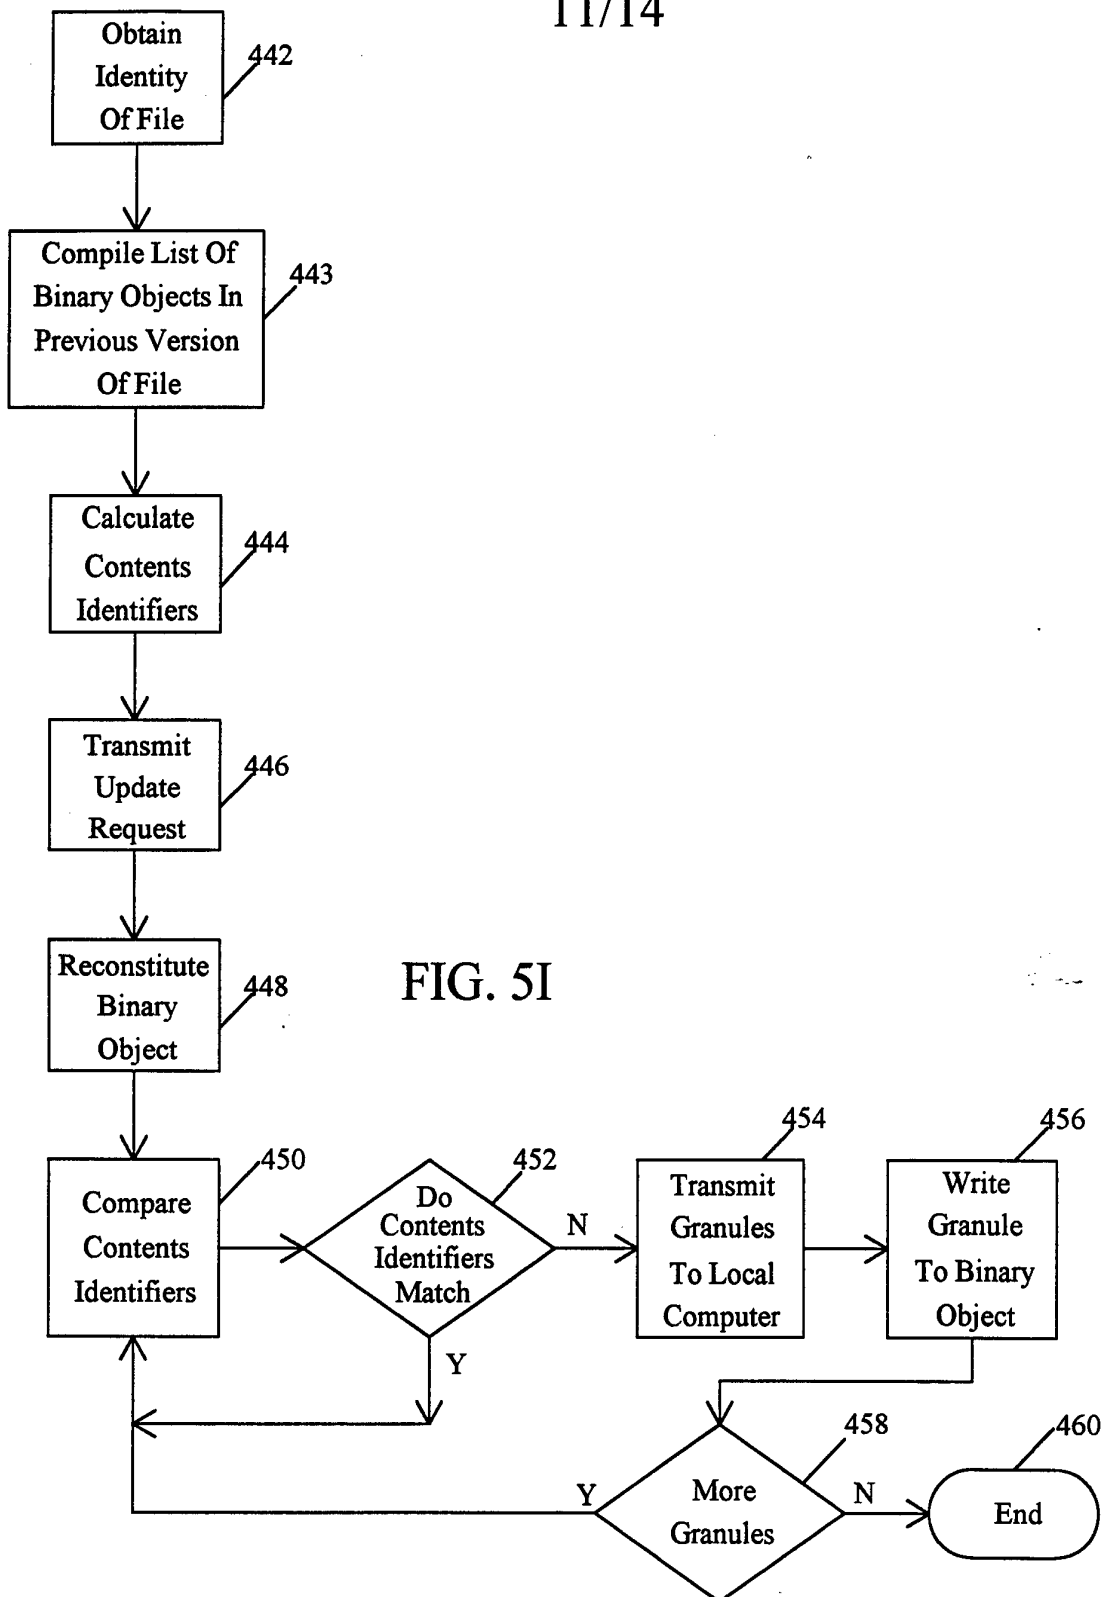 11/14
Obtain
Identity
Of File
442
Compile List Of
Binary Objects In
Previous Version
Of File
443
Calculate
Contents
Identifiers
444
Transmit
Update
Request
446
Reconstitute
Binary
Object
448
FIG. 5I
Compare
Contents
Identifiers
450
Do
Contents
Identifiers
Match
452
N
Y
Transmit
Granules
To Local
Computer
454
Write
Granule
To Binary
Object
456
More
Granules
458
Y
N
End
460